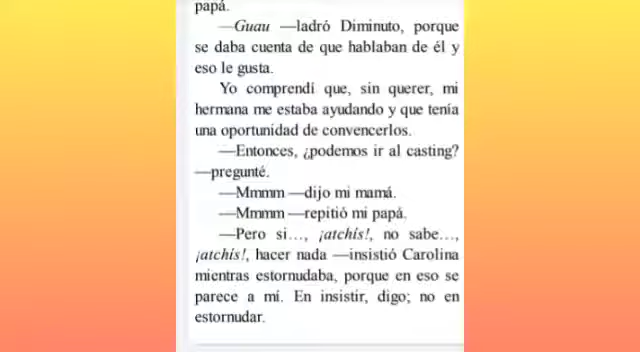 papá.
—Guau —ladró Diminuto, porque
se daba cuenta de que hablaban de él y
eso le gusta.
Yo comprendí que, sin querer, mi
hermana me estaba ayudando y que tenía
una oportunidad de convencerlos.
—Entonces, ¿podemos ir al casting?
—pregunté.
—Mmmm —dijo mi mamá.
—Mmmm —repitió mi papá.
—Pero si…, ¡atchís!, no sabe…,
¡atchís!, hacer nada —insistió Carolina
mientras estornudaba, porque en eso se
parece a mí. En insistir, digo; no en
estornudar.